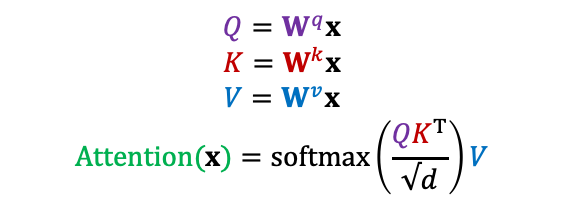 Q = W^q x
K = W^k x
V = W^v x
Attention(x) = softmax(QK^T / √d) V